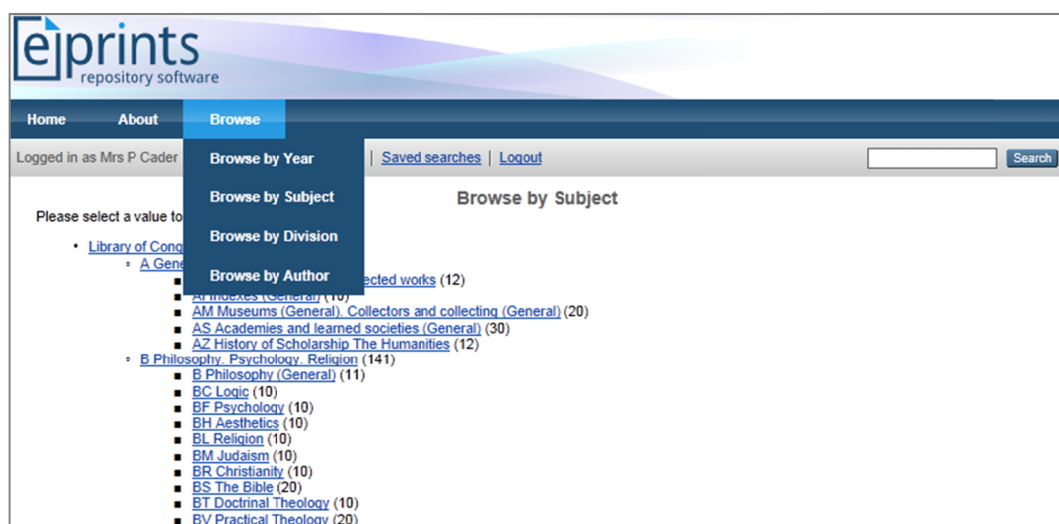 eprints
repository software
Home About Browse
Logged in as Mrs P Cader | Saved searches | Logout Search
Browse by Year
Browse by Subject
Browse by Division
Browse by Author
Browse by Subject
Please select a value to
Library of Cong
A Gene
ected works (12)
AI Indexes (General) (10)
AM Museums (General). Collectors and collecting (General) (20)
AS Academies and learned societies (General) (30)
AZ History of Scholarship The Humanities (12)
B Philosophy. Psychology. Religion (141)
B Philosophy (General) (11)
BC Logic (10)
BF Psychology (10)
BH Aesthetics (10)
BL Religion (10)
BM Judaism (10)
BR Christianity (10)
BS The Bible (20)
BT Doctrinal Theology (10)
BV Practical Theology (20)